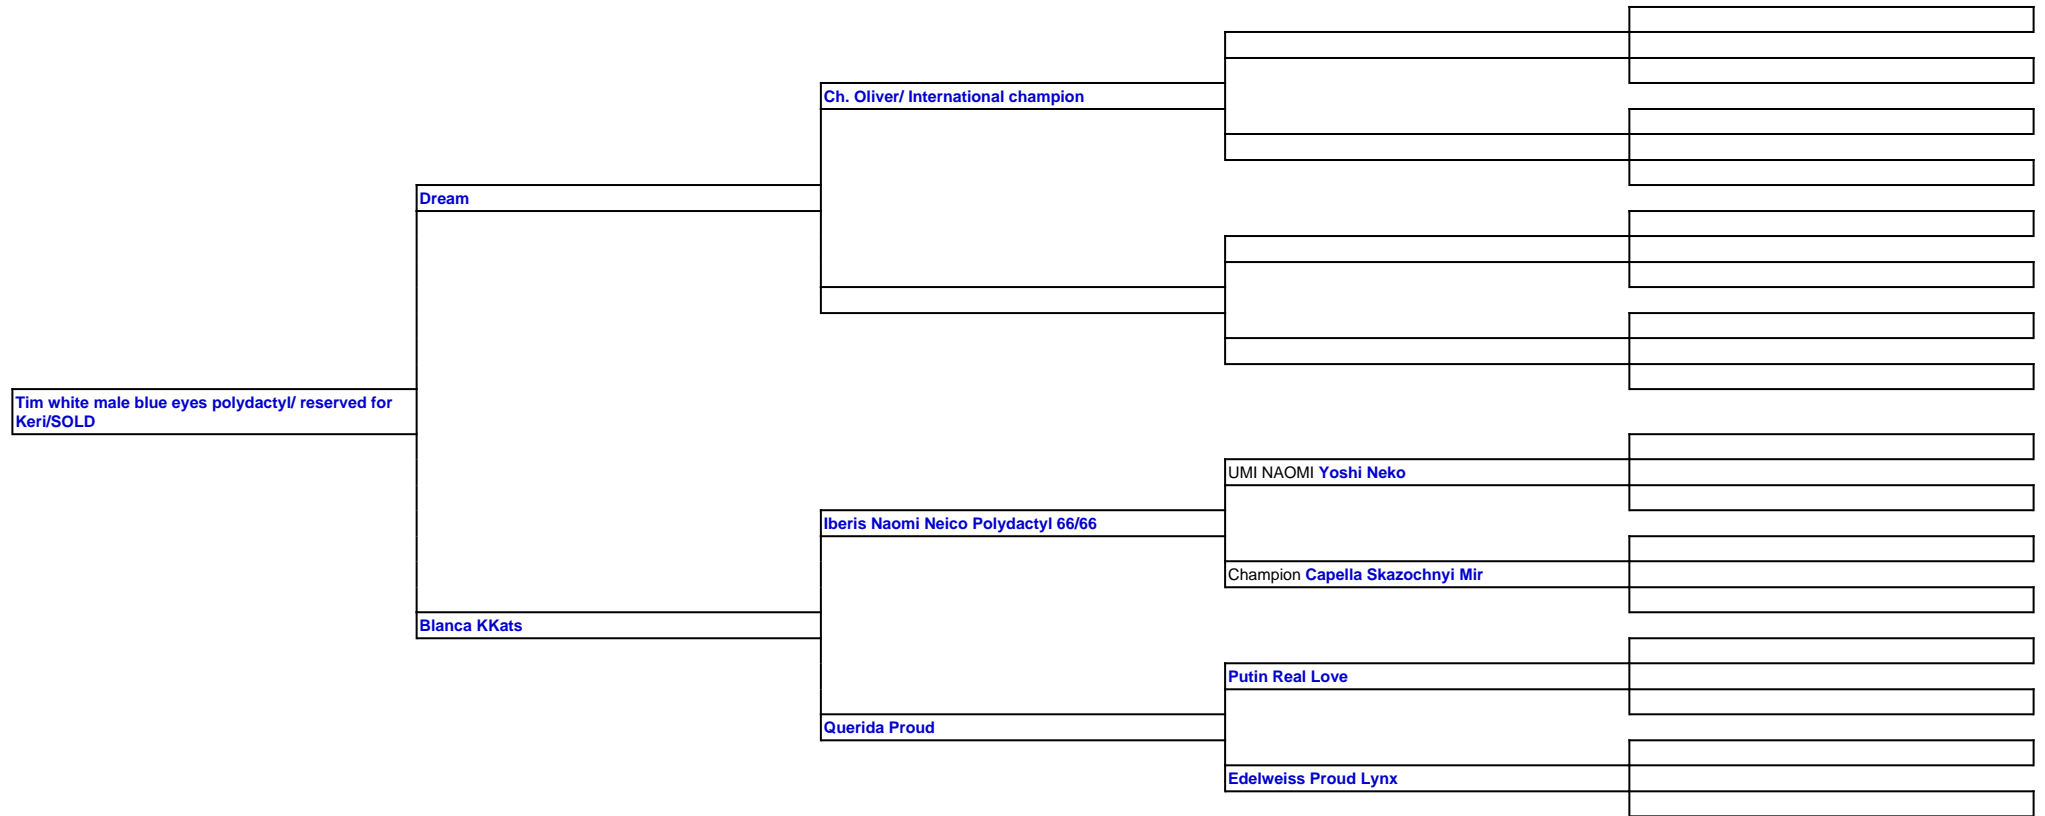 Ch. Oliver/ International champion
Dream
Tim white male blue eyes polydactyl/ reserved for
Keri/SOLD
UMI NAOMI Yoshi Neko
Iberis Naomi Neico Polydactyl 66/66
Champion Capella Skazochnyi Mir
Blanca KKats
Putin Real Love
Querida Proud
Edelweiss Proud Lynx